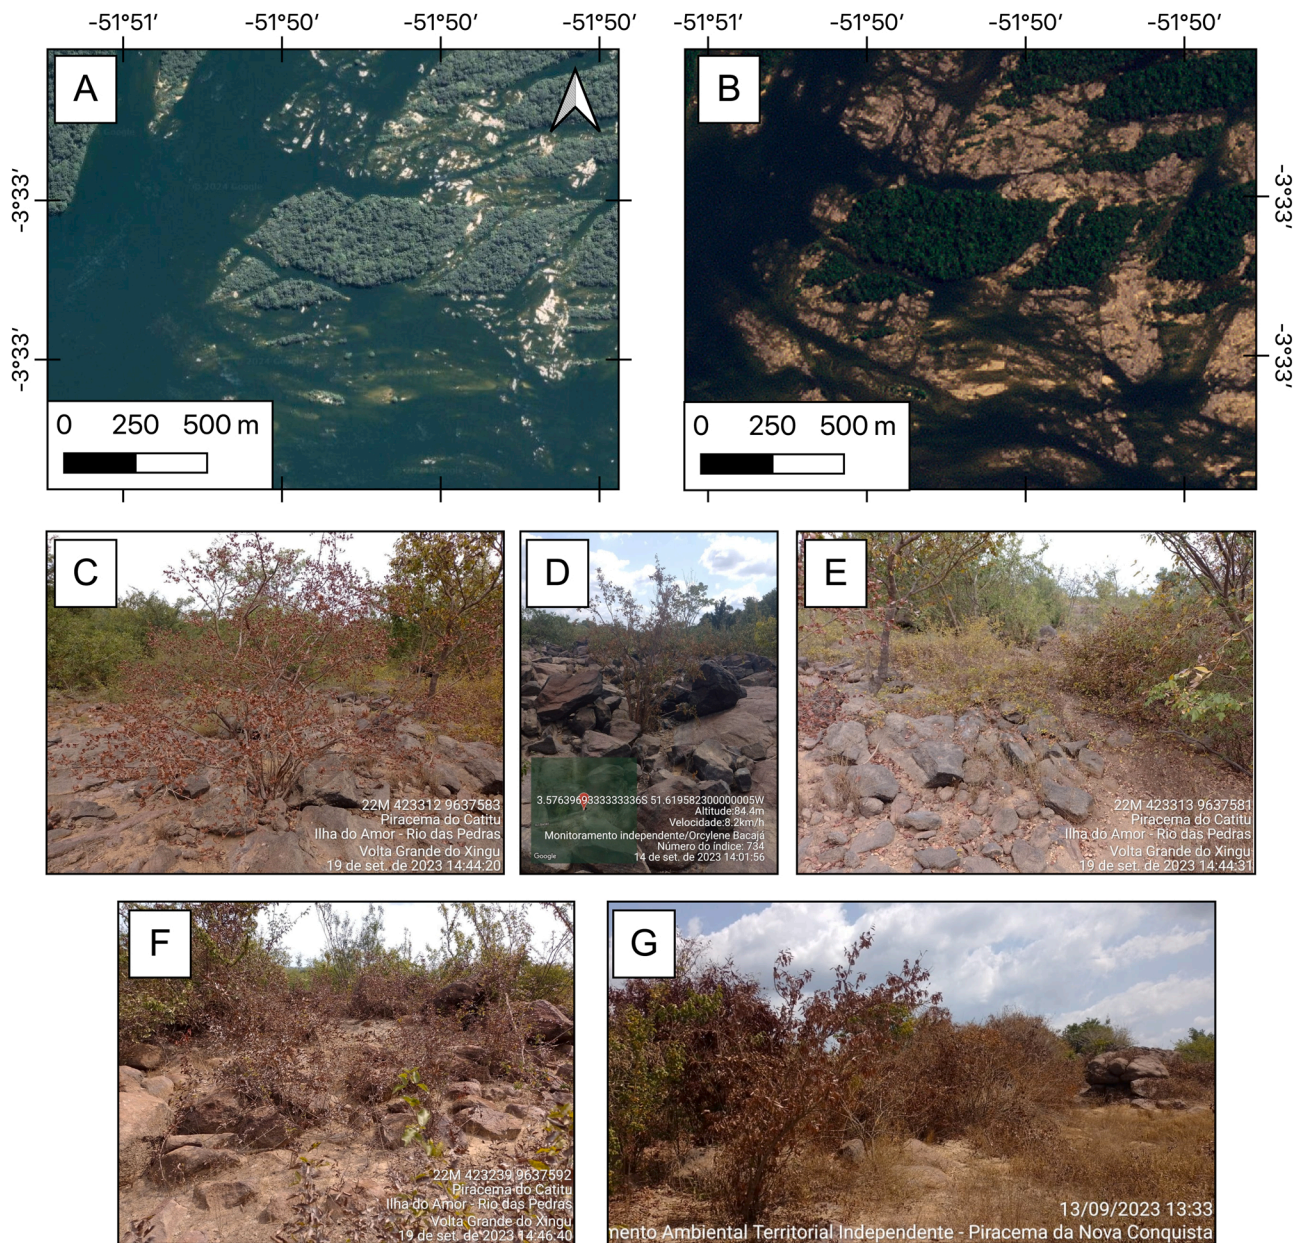 -51°51′ -51°50′ -51°50′ -51°50′ -51°51′ -51°50′ -51°50′ -51°50′
A
B
-3°33′
-3°33′
-3°33′
-3°33′
0 250 500 m
0 250 500 m
C
22M 423312 9637583
Piracema do Catitu
Ilha do Amor - Rio das Pedras
Volta Grande do Xingu
19 de set. de 2023 14:44:20
D
3.5763969333333336S 51.619582300000005W
Altitude:84.4m
Velocidade:8.2km/h
Monitoramento independente/Orcylene Bacajá
Número do índice: 734
14 de set. de 2023 14:01:56
Google
E
22M 423313 9637581
Piracema do Catitu
Ilha do Amor - Rio das Pedras
Volta Grande do Xingu
19 de set. de 2023 14:44:31
F
22M 423239 9637592
Piracema do Catitu
Ilha do Amor - Rio das Pedras
Volta Grande do Xingu
19 de set. de 2023 14:46:40
G
13/09/2023 13:33
mento Ambiental Territorial Independente - Piracema da Nova Conquista